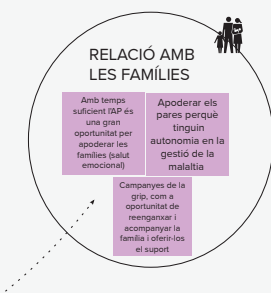 RELACIÓ AMB
LES FAMÍLIES
Amb temps
suficient l'AP és
una gran
oportunitat per
apoderar les
famílies (salut
emocional)
Apoderar els
pares perquè
tinguin
autonomia en la
gestió de la
malaltia
Campanyes de la
grip, com a
oportunitat de
reenganxar i
acompanyar la
família i oferir-los
el suport